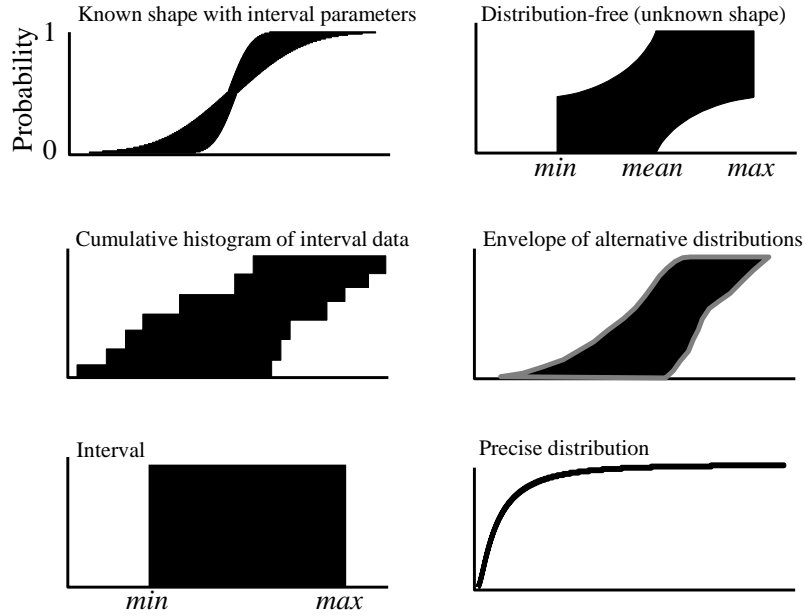 Known shape with interval parameters
Distribution-free (unknown shape)
Probability
1
0
min mean max
Cumulative histogram of interval data
Envelope of alternative distributions
Interval
Precise distribution
min max